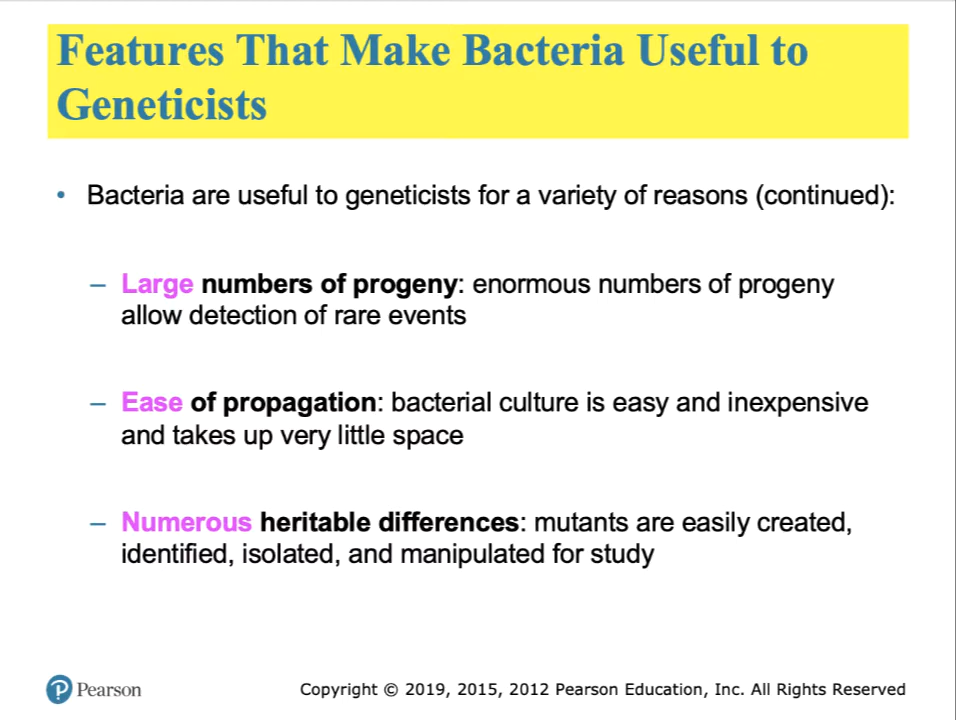 Features That Make Bacteria Useful to
Geneticists
• Bacteria are useful to geneticists for a variety of reasons (continued):
– Large numbers of progeny: enormous numbers of progeny
allow detection of rare events
– Ease of propagation: bacterial culture is easy and inexpensive
and takes up very little space
– Numerous heritable differences: mutants are easily created,
identified, isolated, and manipulated for study
P Pearson
Copyright © 2019, 2015, 2012 Pearson Education, Inc. All Rights Reserved